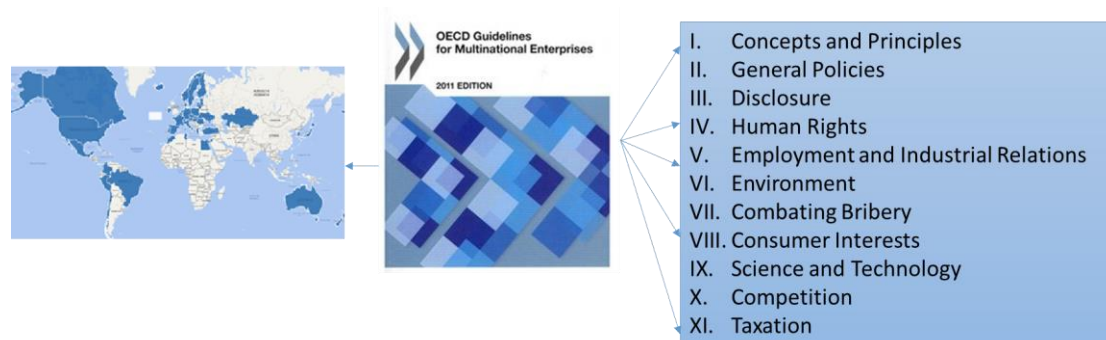 OECD Guidelines
for Multinational Enterprises
2011 EDITION
I. Concepts and Principles
II. General Policies
III. Disclosure
IV. Human Rights
V. Employment and Industrial Relations
VI. Environment
VII. Combating Bribery
VIII. Consumer Interests
IX. Science and Technology
X. Competition
XI. Taxation